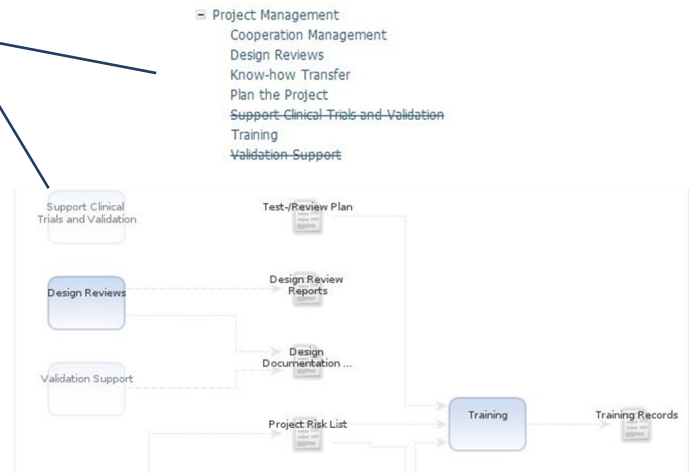 Project Management
Cooperation Management
Design Reviews
Know-how Transfer
Plan the Project
Support Clinical Trials and Validation
Training
Validation Support
Support Clinical
Trials and Validation
Test-/Review Plan
Design Reviews
Design Review
Reports
Design
Documentation ...
Validation Support
Project Risk List
Training
Training Records